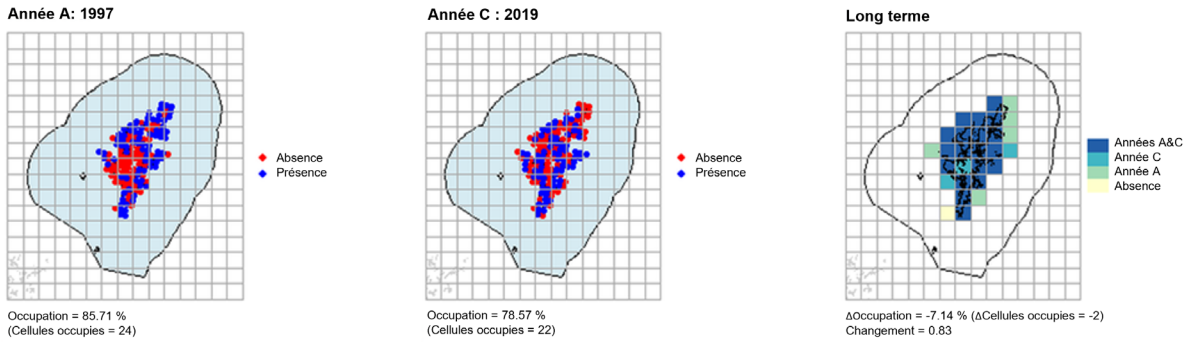 Année A: 1997
Absence
Présence
Occupation = 85.71 %
(Cellules occupies = 24)
Année C : 2019
Absence
Présence
Occupation = 78.57 %
(Cellules occupies = 22)
Long terme
Années A&C
Année C
Année A
Absence
ΔOccupation = -7.14 % (ΔCellules occupies = -2)
Changement = 0.83